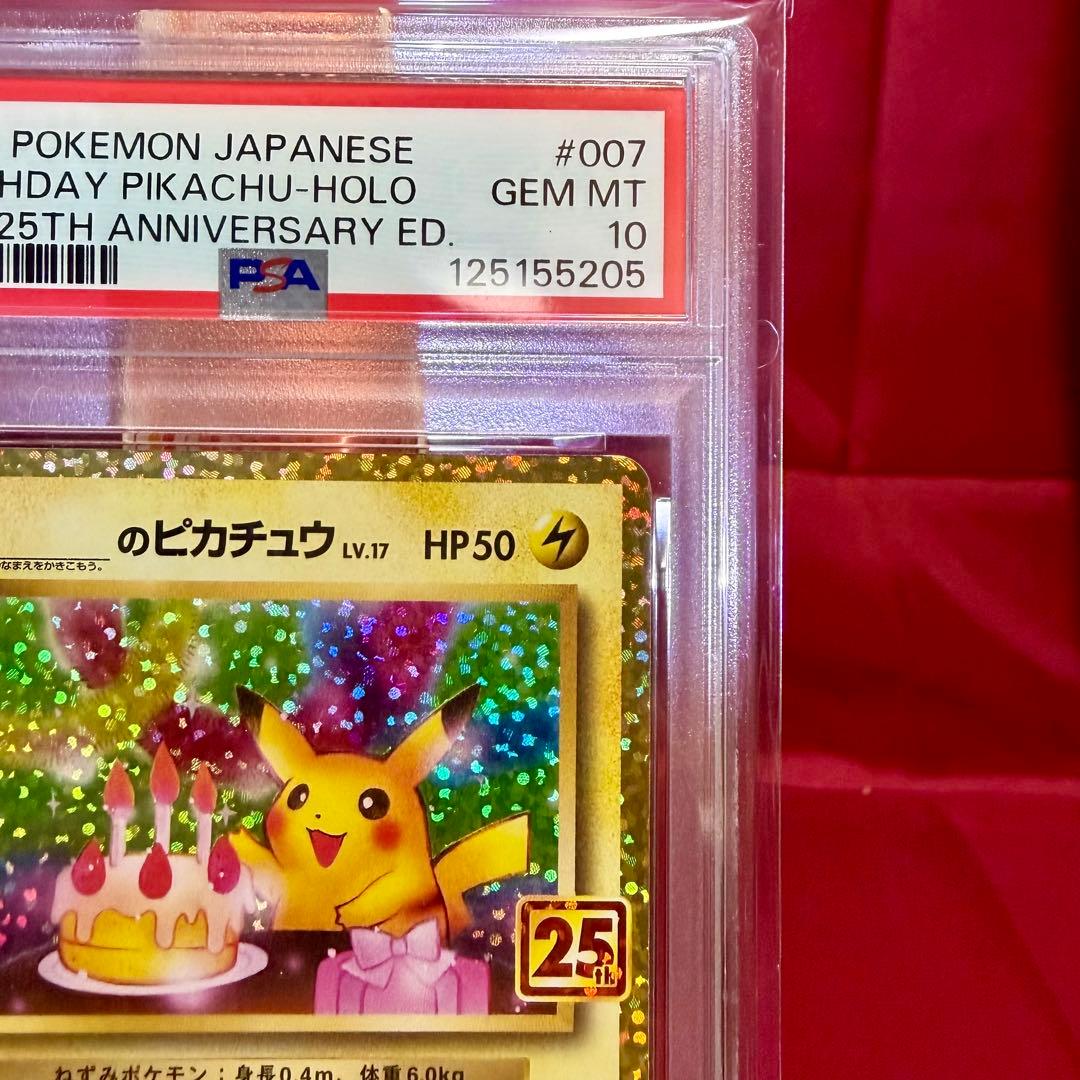 POKEMON JAPANESE #007
HDAY PIKACHU-HOLO GEM MT
25TH ANNIVERSARY ED. 10
PSA
125155205
のピカチュウ LV.17 HP50
なまえをかきこもう。
25th
ねずみポケモン：身長0.4m、体重6.0kg